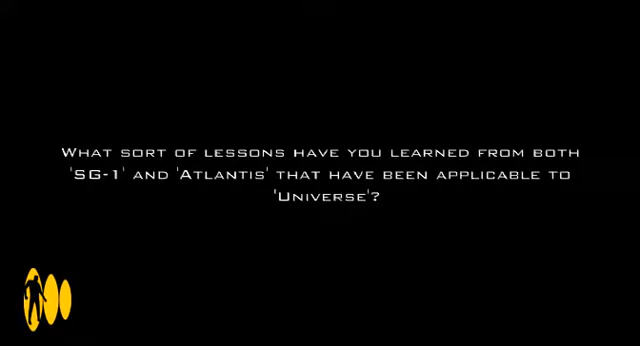 What sort of lessons have you learned from both
'SG-1' and 'Atlantis' that have been applicable to
'Universe'?